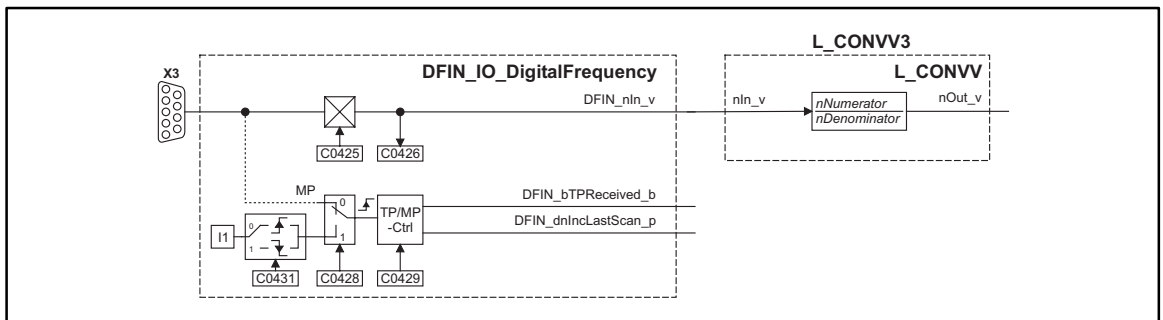 L_CONVV3
X3
DFIN_IO_DigitalFrequency
L_CONVV
DFIN_nIn_v
nIn_v
nNumerator
nDenominator
nOut_v
C0425
C0426
MP
0
1
DFIN_bTPReceived_b
TP/MP
-Ctrl
DFIN_dnIncLastScan_p
I1
0
1
C0431
C0428
C0429